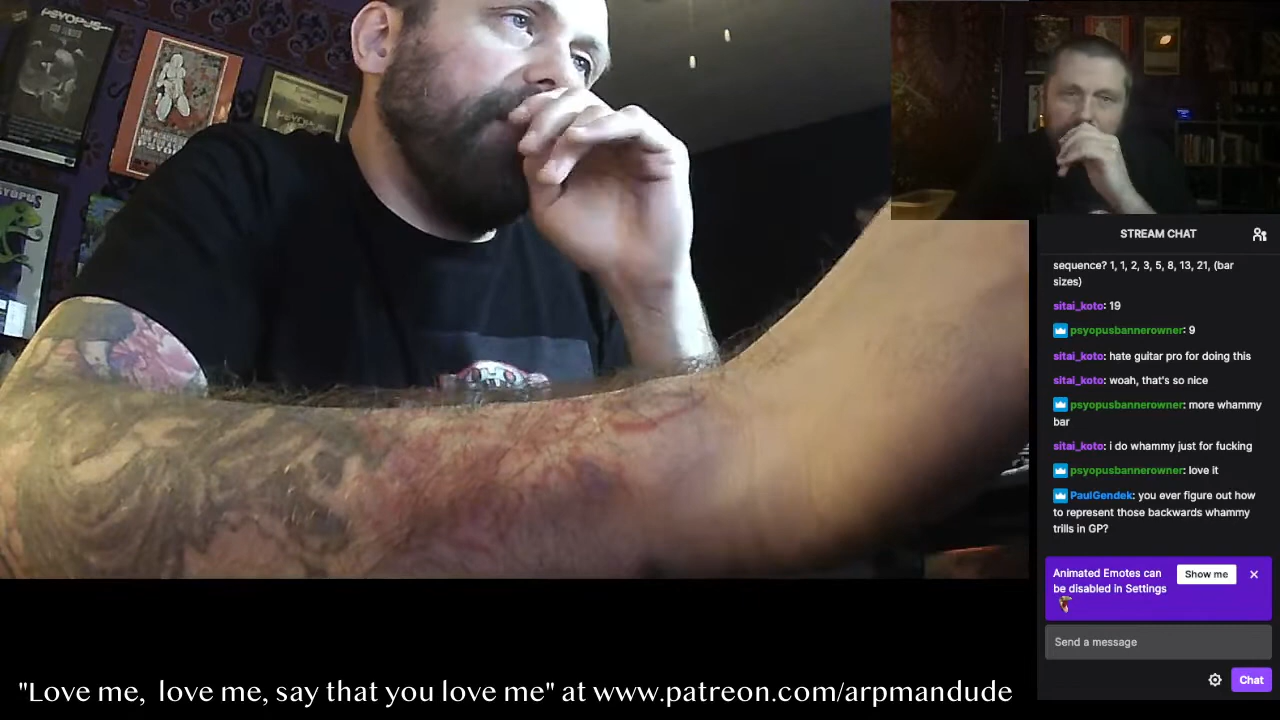 PSYOPUS
STREAM CHAT
sequence? 1, 1, 2, 3, 5, 8, 13, 21, (bar
sizes)
sitai_koto: 19
psyopusbannerowner: 9
sitai_koto: hate guitar pro for doing this
sitai_koto: woah, that's so nice
psyopusbannerowner: more whammy
bar
sitai_koto: i do whammy just for fucking
psyopusbannerowner: love it
PaulGendek: you ever figure out how
to represent those backwards whammy
trills in GP?
Animated Emotes can
be disabled in Settings
Show me
Send a message
Chat
"Love me, love me, say that you love me" at www.patreon.com/arpmandude